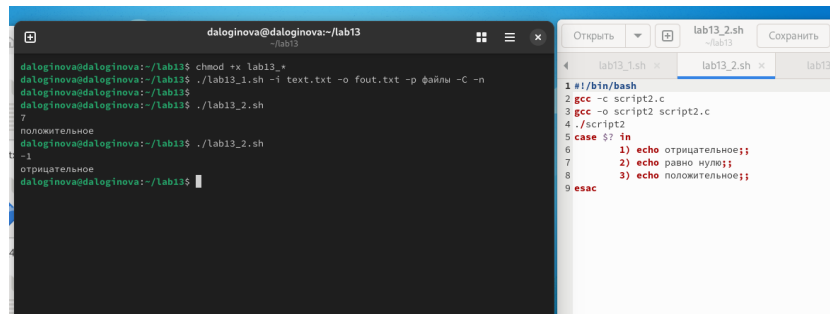 daloginova@daloginova:~/lab13
~/lab13
daloginova@daloginova:~/lab13$ chmod +x lab13_*
daloginova@daloginova:~/lab13$ ./lab13_1.sh -i text.txt -o fout.txt -p файлы -C -n
daloginova@daloginova:~/lab13$
daloginova@daloginova:~/lab13$ ./lab13_2.sh
7
положительное
daloginova@daloginova:~/lab13$ ./lab13_2.sh
-1
отрицательное
daloginova@daloginova:~/lab13$
Открыть
lab13_2.sh
~/lab13
Сохранить
lab13_1.sh × lab13_2.sh × lab13
1 #!/bin/bash
2 gcc -c script2.c
3 gcc -o script2 script2.c
4 ./script2
5 case $? in
6 1) echo отрицательное;;
7 2) echo равно нулю;;
8 3) echo положительное;;
9 esac